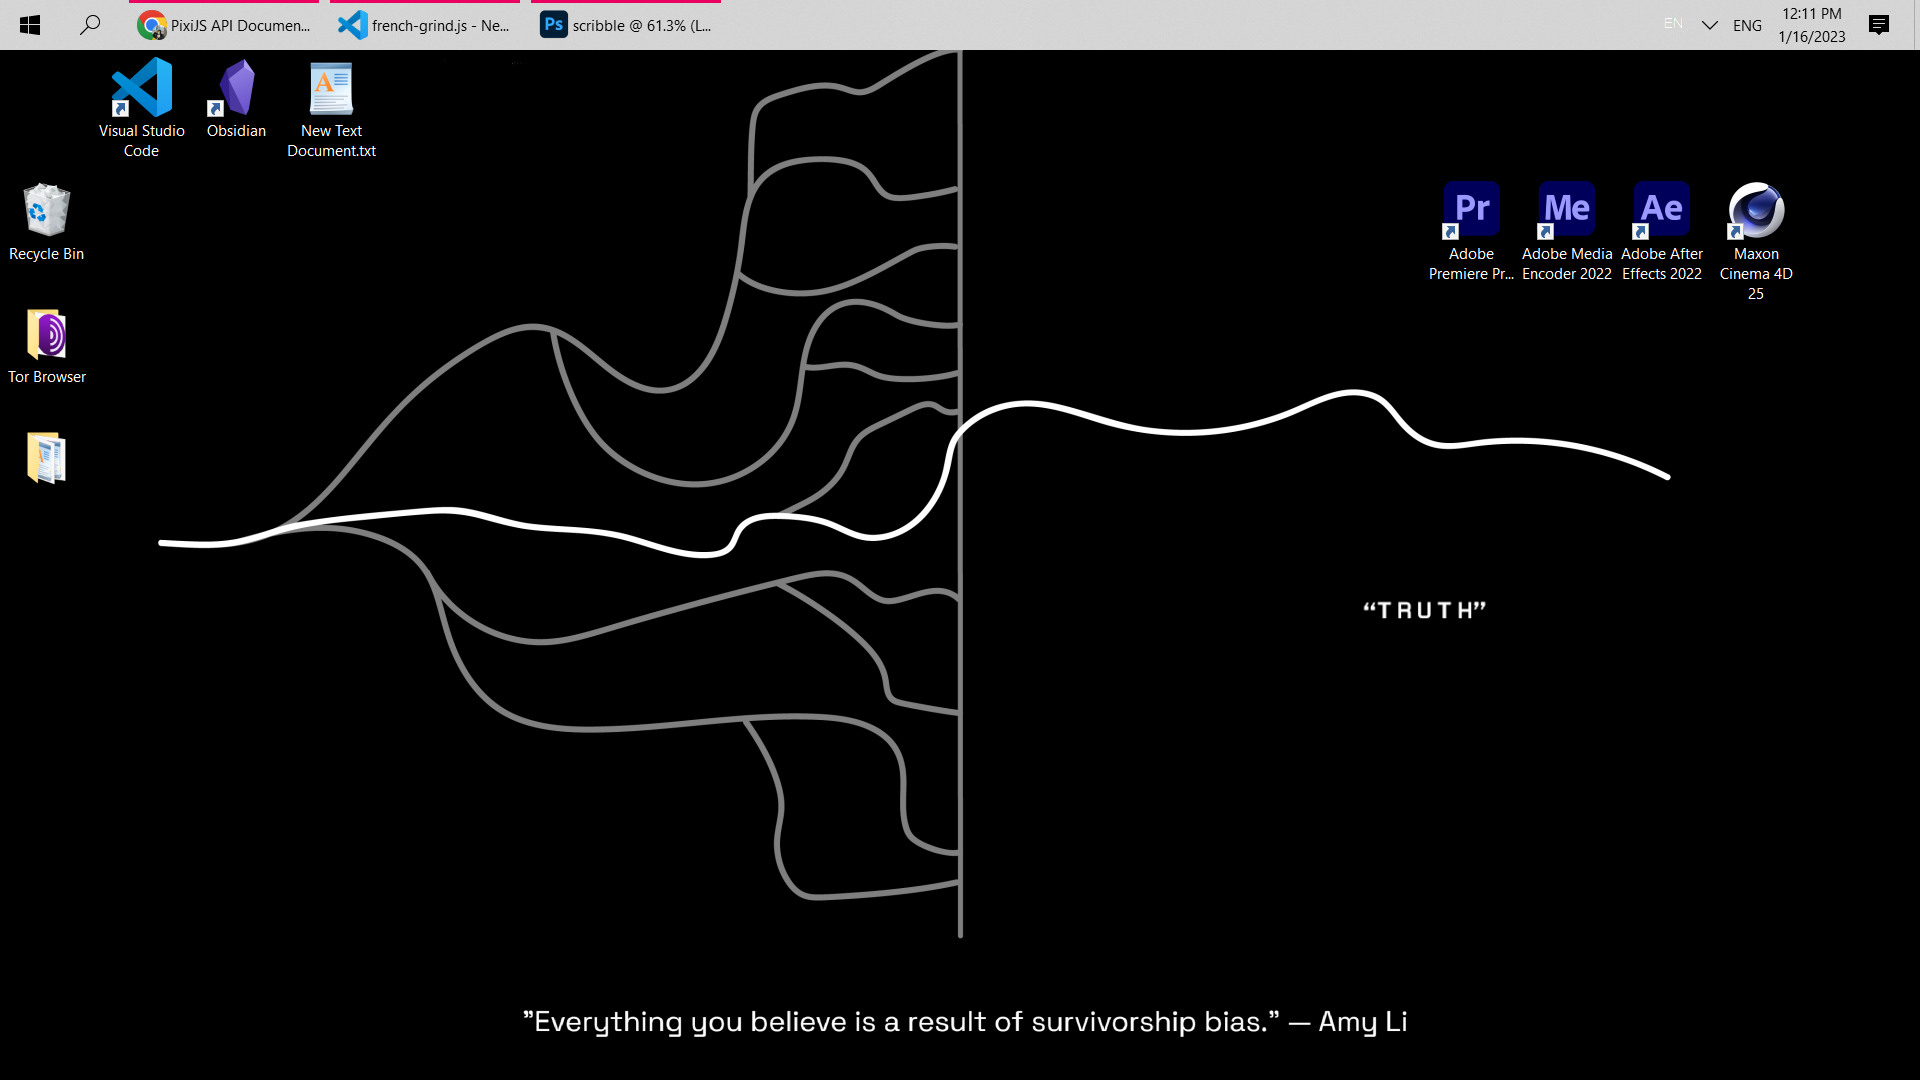 PixiJS API Documen...
french-grind.js - Ne...
Ps
scribble @ 61.3% (L...
EN
ENG
12:11 PM
1/16/2023
Visual Studio
Code
Obsidian
New Text
Document.txt
Recycle Bin
Tor Browser
Pr
Adobe
Premiere Pr...
Me
Adobe Media
Encoder 2022
Ae
Adobe After
Effects 2022
Maxon
Cinema 4D
25
“TRUTH”
”Everything you believe is a result of survivorship bias.” — Amy Li